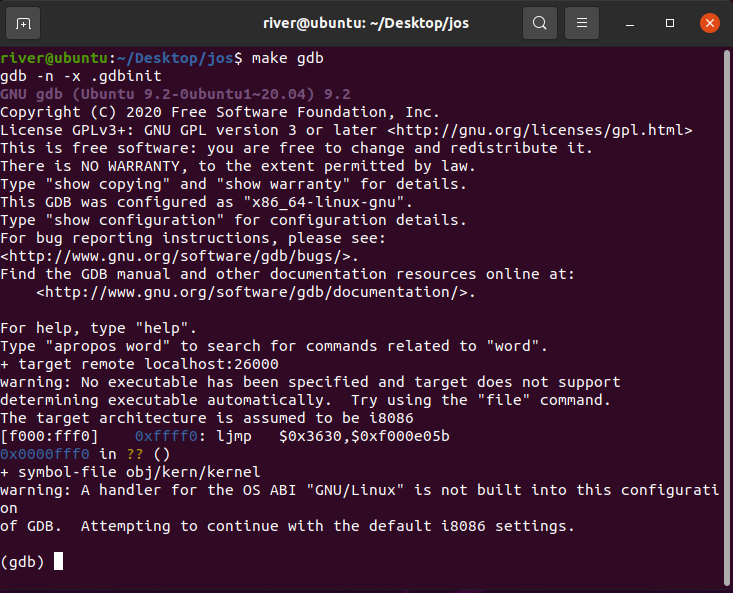 river@ubuntu: ~/Desktop/jos
river@ubuntu:~/Desktop/jos$ make gdb
gdb -n -x .gdbinit
GNU gdb (Ubuntu 9.2-0ubuntu1~20.04) 9.2
Copyright (C) 2020 Free Software Foundation, Inc.
License GPLv3+: GNU GPL version 3 or later <http://gnu.org/licenses/gpl.html>
This is free software: you are free to change and redistribute it.
There is NO WARRANTY, to the extent permitted by law.
Type "show copying" and "show warranty" for details.
This GDB was configured as "x86_64-linux-gnu".
Type "show configuration" for configuration details.
For bug reporting instructions, please see:
<http://www.gnu.org/software/gdb/bugs/>.
Find the GDB manual and other documentation resources online at:
    <http://www.gnu.org/software/gdb/documentation/>.

For help, type "help".
Type "apropos word" to search for commands related to "word".
+ target remote localhost:26000
warning: No executable has been specified and target does not support
determining executable automatically.  Try using the "file" command.
The target architecture is assumed to be i8086
[f000:fff0]    0xffff0: ljmp   $0x3630,$0xf000e05b
0x0000fff0 in ?? ()
+ symbol-file obj/kern/kernel
warning: A handler for the OS ABI "GNU/Linux" is not built into this configurati
on
of GDB.  Attempting to continue with the default i8086 settings.

(gdb)